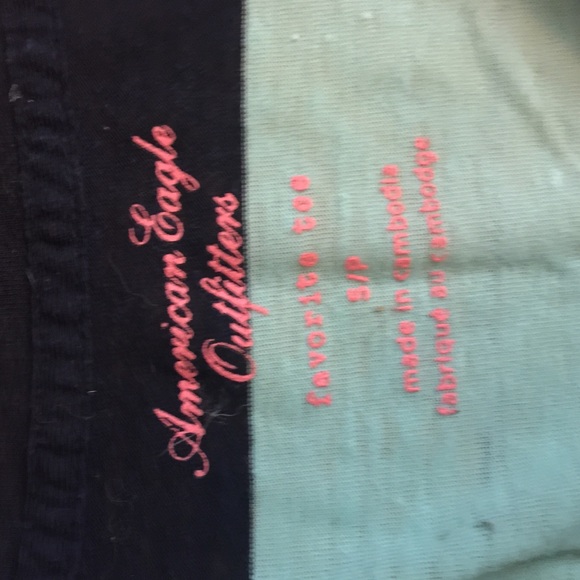 American Eagle
Outfitters
favorite tee
S/P
made in cambodia
fabriqué au cambodge